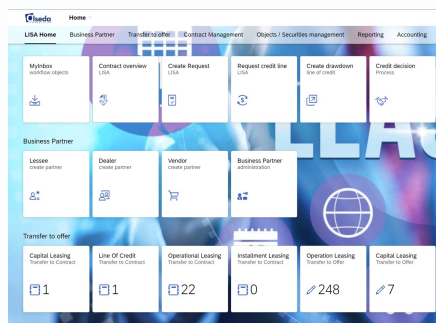 alseda
Home
LISA Home Business Partner Transfer to offer Contract Management Objects / Securities management Reporting Accounting
MyInbox Contract overview Create Request Request credit line Create drawdown Credit decision
workflow objects LISA LISA LISA line of credit Process
Business Partner
Lessee Dealer Vendor Business Partner
create partner create partner create partner administration
Transfer to offer
Capital Leasing Line Of Credit Operational Leasing Installment Leasing Operation Leasing Capital Leasing
Transfer to Contract Transfer to Contract Transfer to Contract Transfer to Contract Transfer to Offer Transfer to Offer
1 1 22 0 248 7